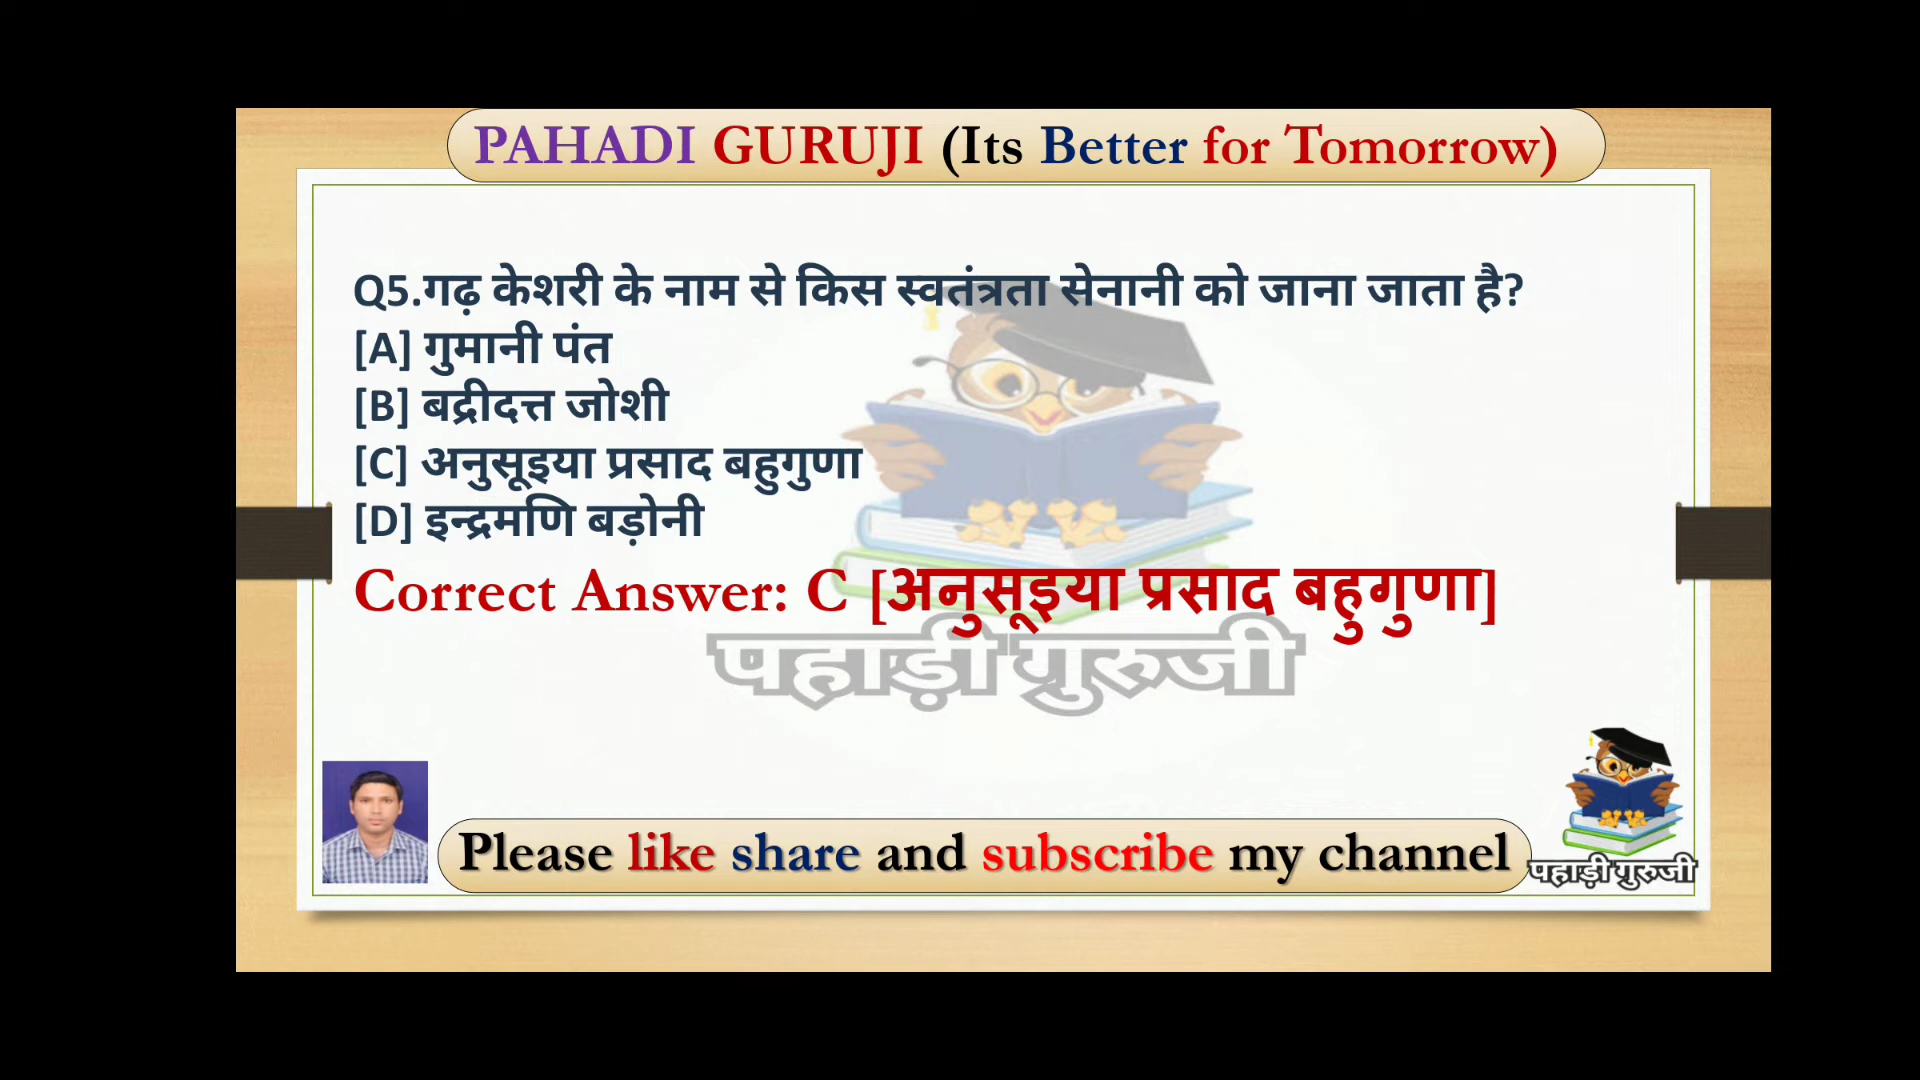 PAHADI GURUJI (Its Better for Tomorrow)
Q5.गढ़ केशरी के नाम से किस स्वतंत्रता सेनानी को जाना जाता है?
[A] गुमानी पंत
[B] बद्रीदत्त जोशी
[C] अनुसूइया प्रसाद बहुगुणा
[D] इन्द्रमणि बड़ोनी
Correct Answer: C [अनुसूइया प्रसाद बहुगुणा]
पहाड़ी गुरुजी
Please like share and subscribe my channel
पहाड़ी गुरुजी